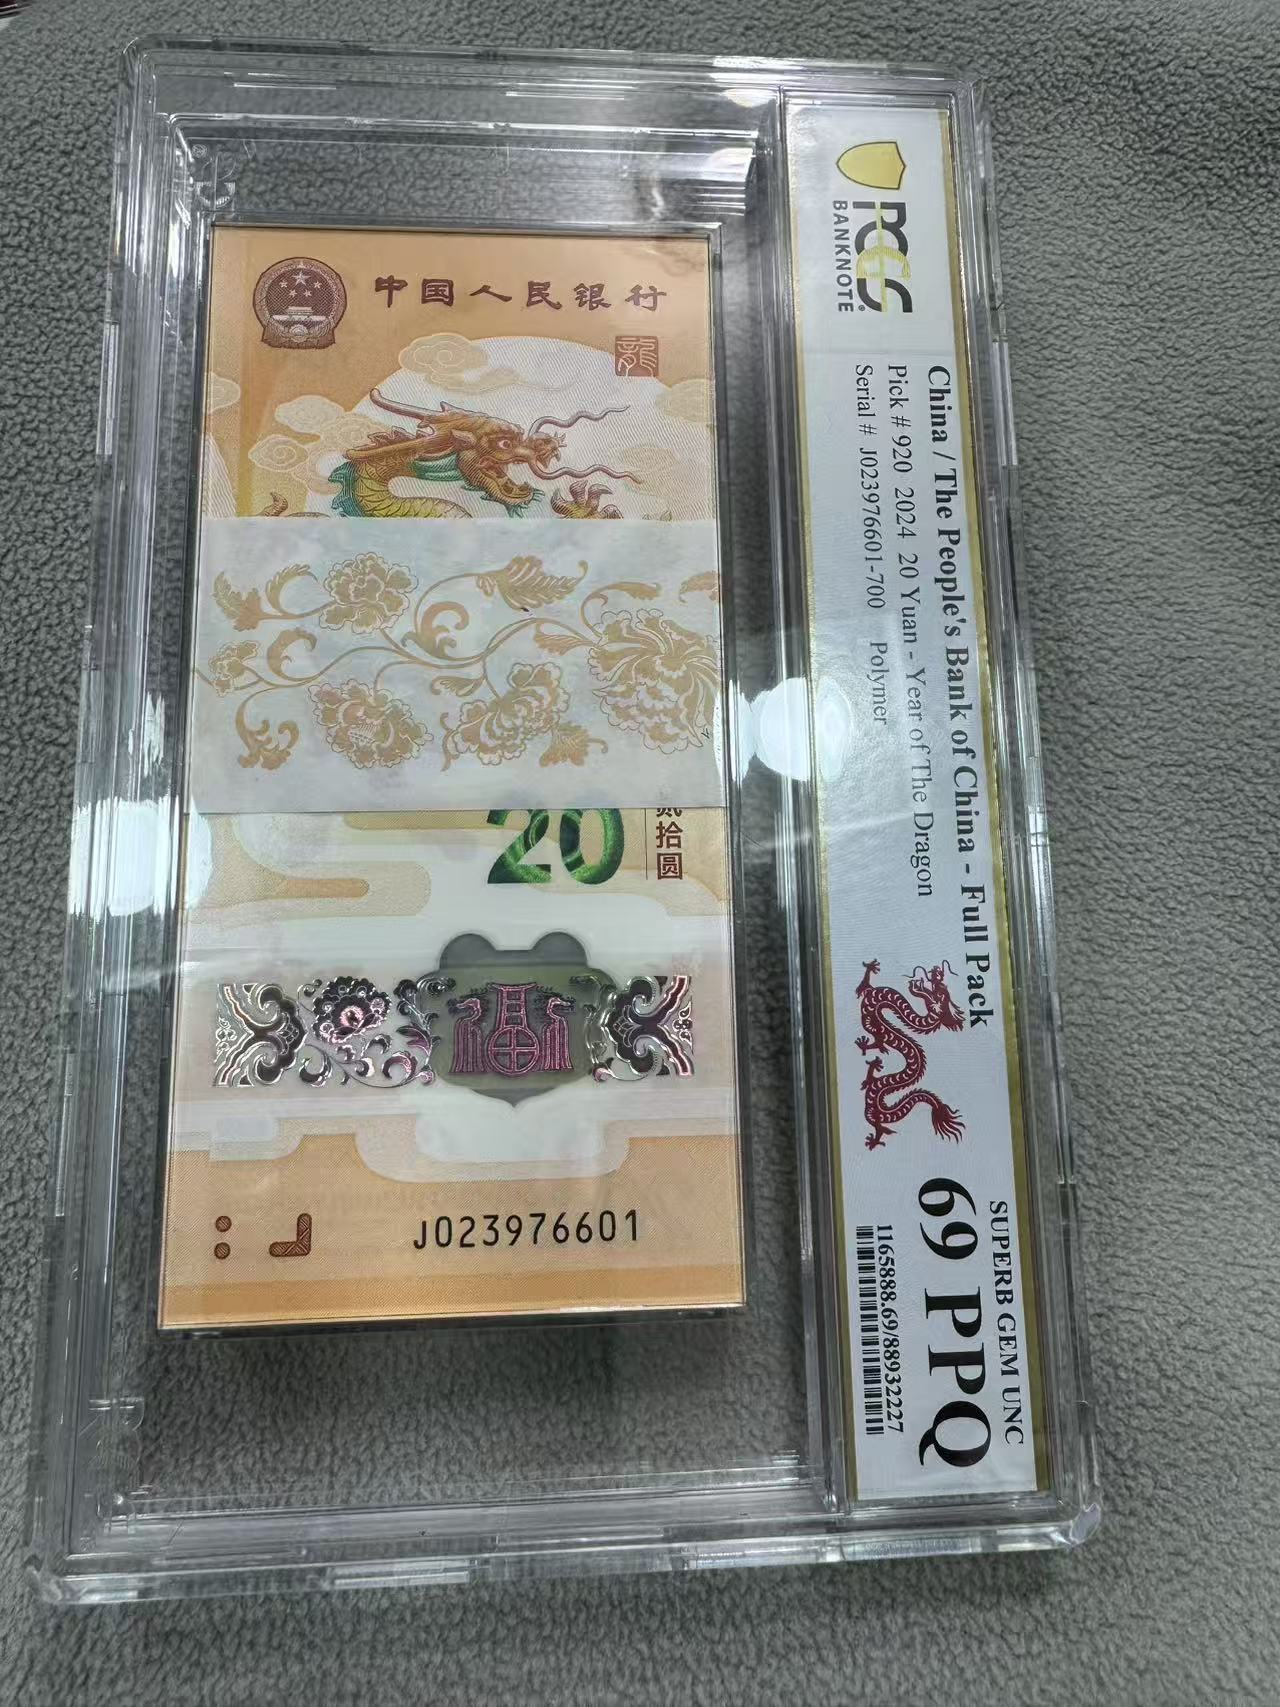 中国人民银行
龍
20
贰拾圆
J023976601
PCGS
BANKNOTE
China / The People's Bank of China - Full Pack
Pick # 920 2024 20 Yuan - Year of The Dragon
Serial # J023976601-700 Polymer
SUPERB GEM UNC
69 PPQ
1165888.69/88932227